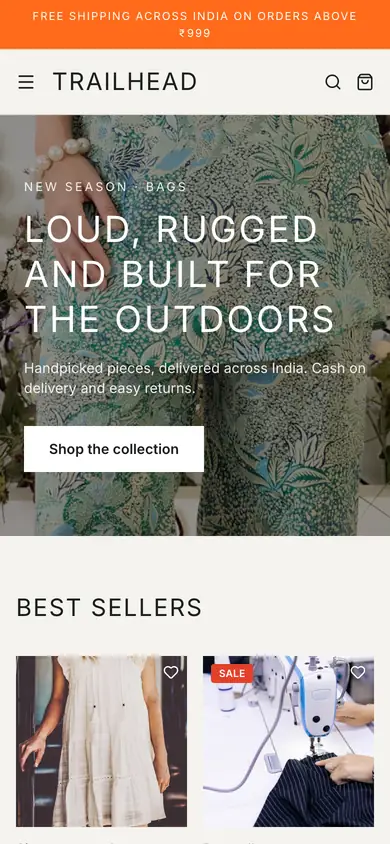 FREE SHIPPING ACROSS INDIA ON ORDERS ABOVE
₹999
TRAILHEAD
NEW SEASON · BAGS
LOUD, RUGGED
AND BUILT FOR
THE OUTDOORS
Handpicked pieces, delivered across India. Cash on
delivery and easy returns.
Shop the collection
BEST SELLERS
SALE